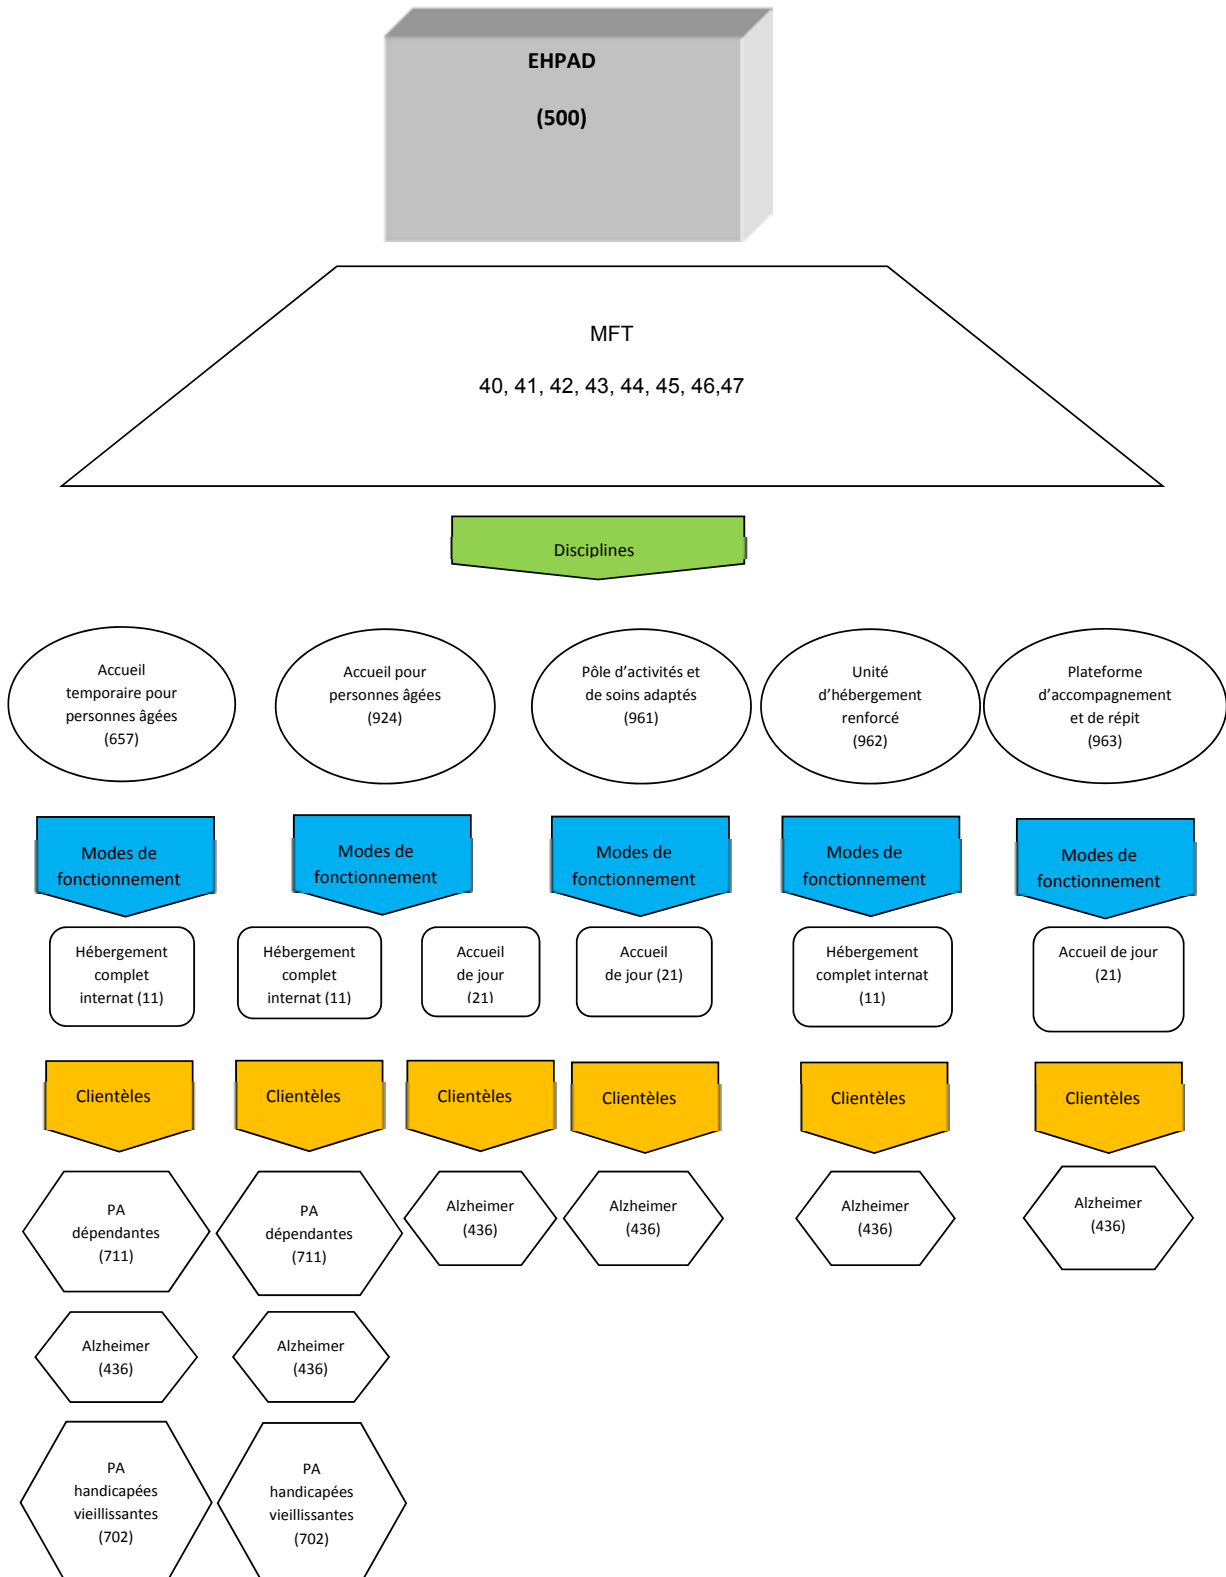 EHPAD
(500)
MFT
40, 41, 42, 43, 44, 45, 46,47
Disciplines
Accueil
temporaire pour
personnes âgées
(657)
Accueil pour
personnes âgées
(924)
Pôle d’activités et
de soins adaptés
(961)
Unité
d’hébergement
renforcé
(962)
Plateforme
d’accompagnement
et de répit
(963)
Modes de
fonctionnement
Modes de
fonctionnement
Modes de
fonctionnement
Modes de
fonctionnement
Modes de
fonctionnement
Hébergement
complet
internat (11)
Hébergement
complet
internat (11)
Accueil
de jour
(21)
Accueil
de jour (21)
Hébergement
complet internat
(11)
Accueil de jour
(21)
Clientèles
Clientèles
Clientèles
Clientèles
Clientèles
Clientèles
PA
dépendantes
(711)
PA
dépendantes
(711)
Alzheimer
(436)
Alzheimer
(436)
Alzheimer
(436)
Alzheimer
(436)
Alzheimer
(436)
Alzheimer
(436)
PA
handicapées
vieillissantes
(702)
PA
handicapées
vieillissantes
(702)